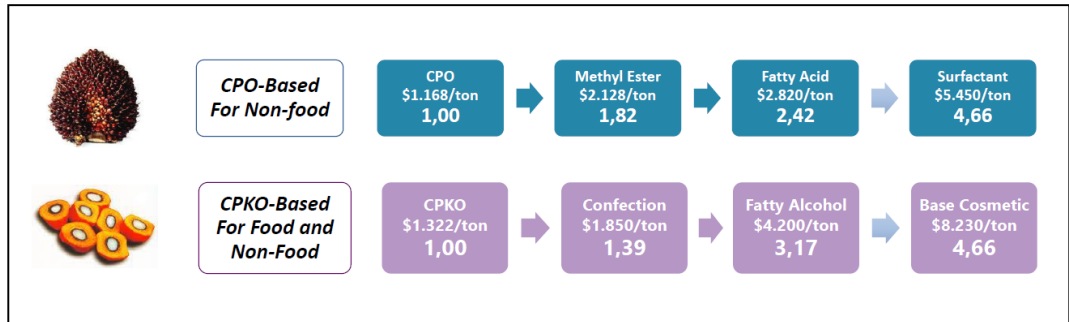 CPO-Based
For Non-food
CPO
$1.168/ton
1,00
Methyl Ester
$2.128/ton
1,82
Fatty Acid
$2.820/ton
2,42
Surfactant
$5.450/ton
4,66
CPKO-Based
For Food and
Non-Food
CPKO
$1.322/ton
1,00
Confection
$1.850/ton
1,39
Fatty Alcohol
$4.200/ton
3,17
Base Cosmetic
$8.230/ton
4,66